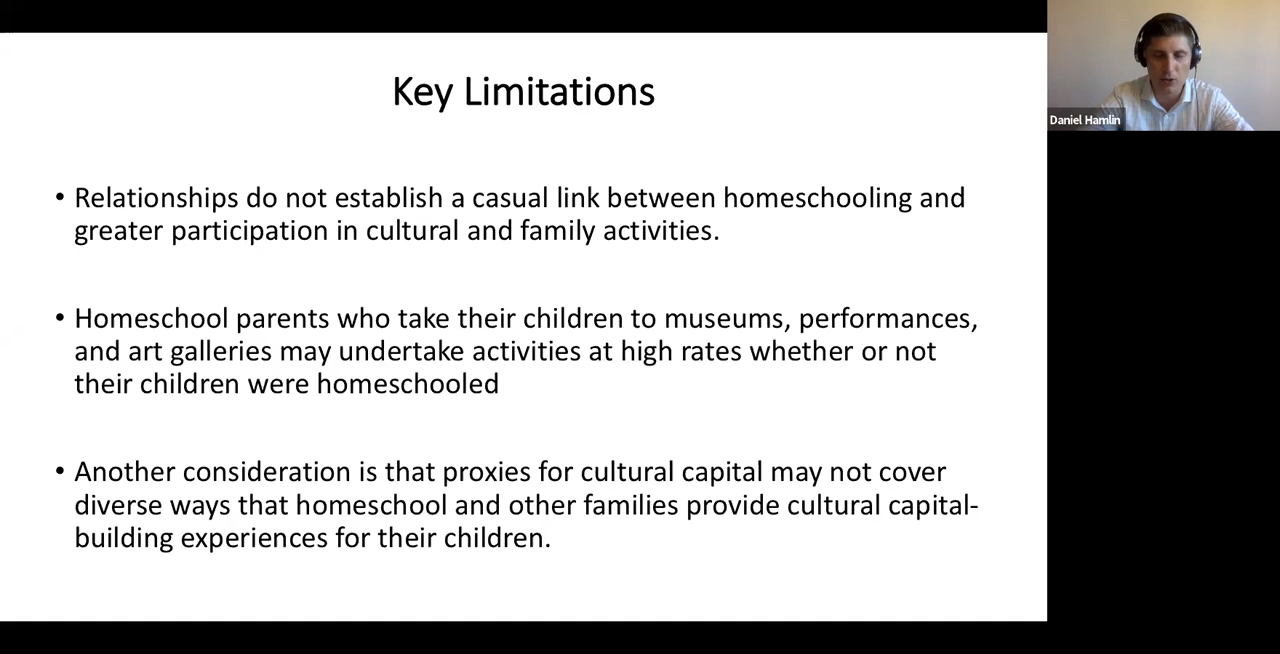 Key Limitations
• Relationships do not establish a casual link between homeschooling and
greater participation in cultural and family activities.
• Homeschool parents who take their children to museums, performances,
and art galleries may undertake activities at high rates whether or not
their children were homeschooled
• Another consideration is that proxies for cultural capital may not cover
diverse ways that homeschool and other families provide cultural capital-
building experiences for their children.
Daniel Hamlin